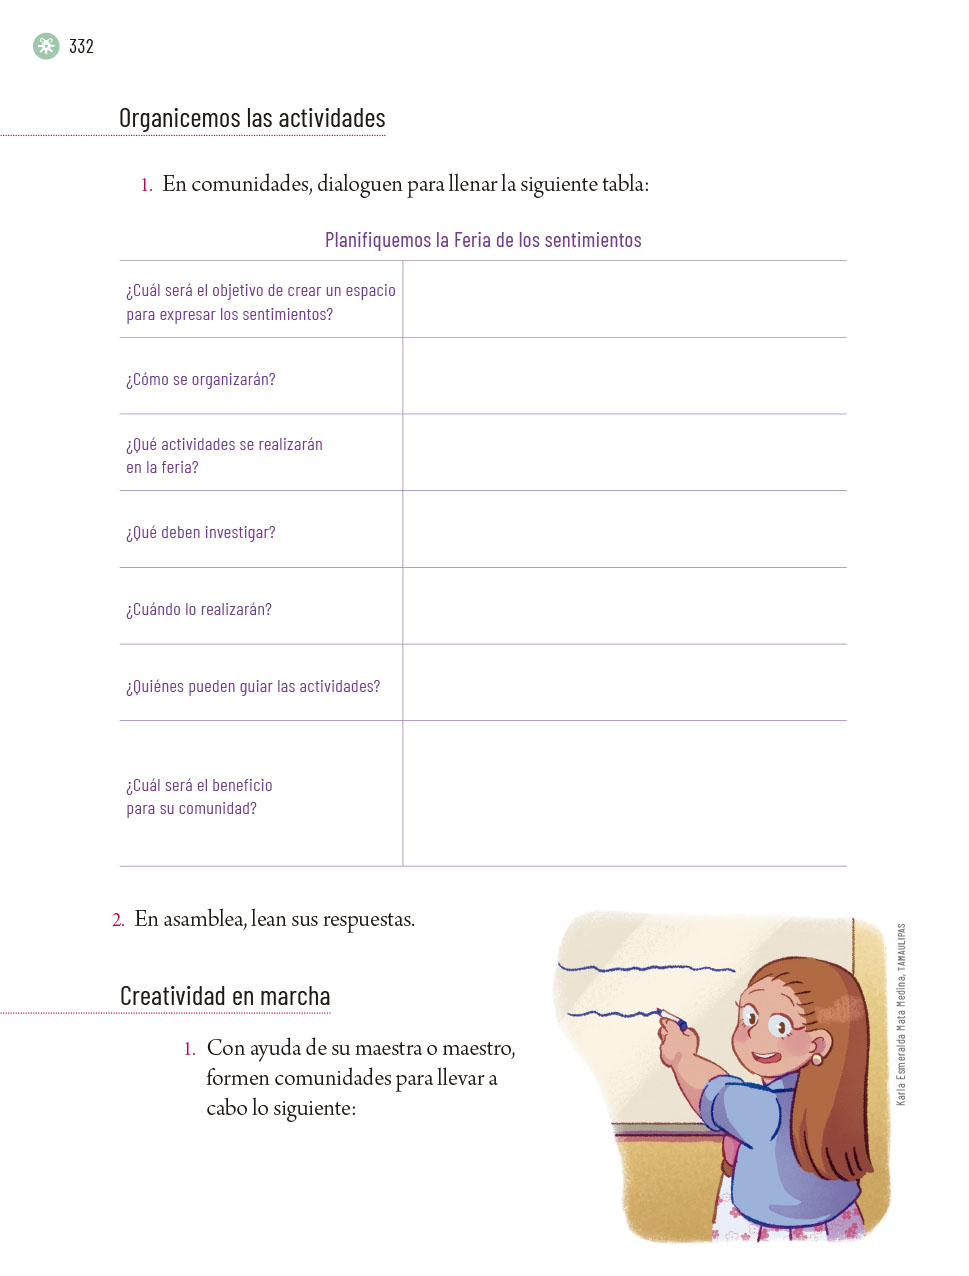 332
Organicemos las actividades
1. En comunidades, dialoguen para llenar la siguiente tabla:
Planifiquemos la Feria de los sentimientos
¿Cuál será el objetivo de crear un espacio
para expresar los sentimientos?
¿Cómo se organizarán?
¿Qué actividades se realizarán
en la feria?
¿Qué deben investigar?
¿Cuándo lo realizarán?
¿Quiénes pueden guiar las actividades?
¿Cuál será el beneficio
para su comunidad?
2. En asamblea, lean sus respuestas.
Creatividad en marcha
1. Con ayuda de su maestra o maestro,
formen comunidades para llevar a
cabo lo siguiente:
Karla Esmeralda Mata Medina, TAMAULIPAS